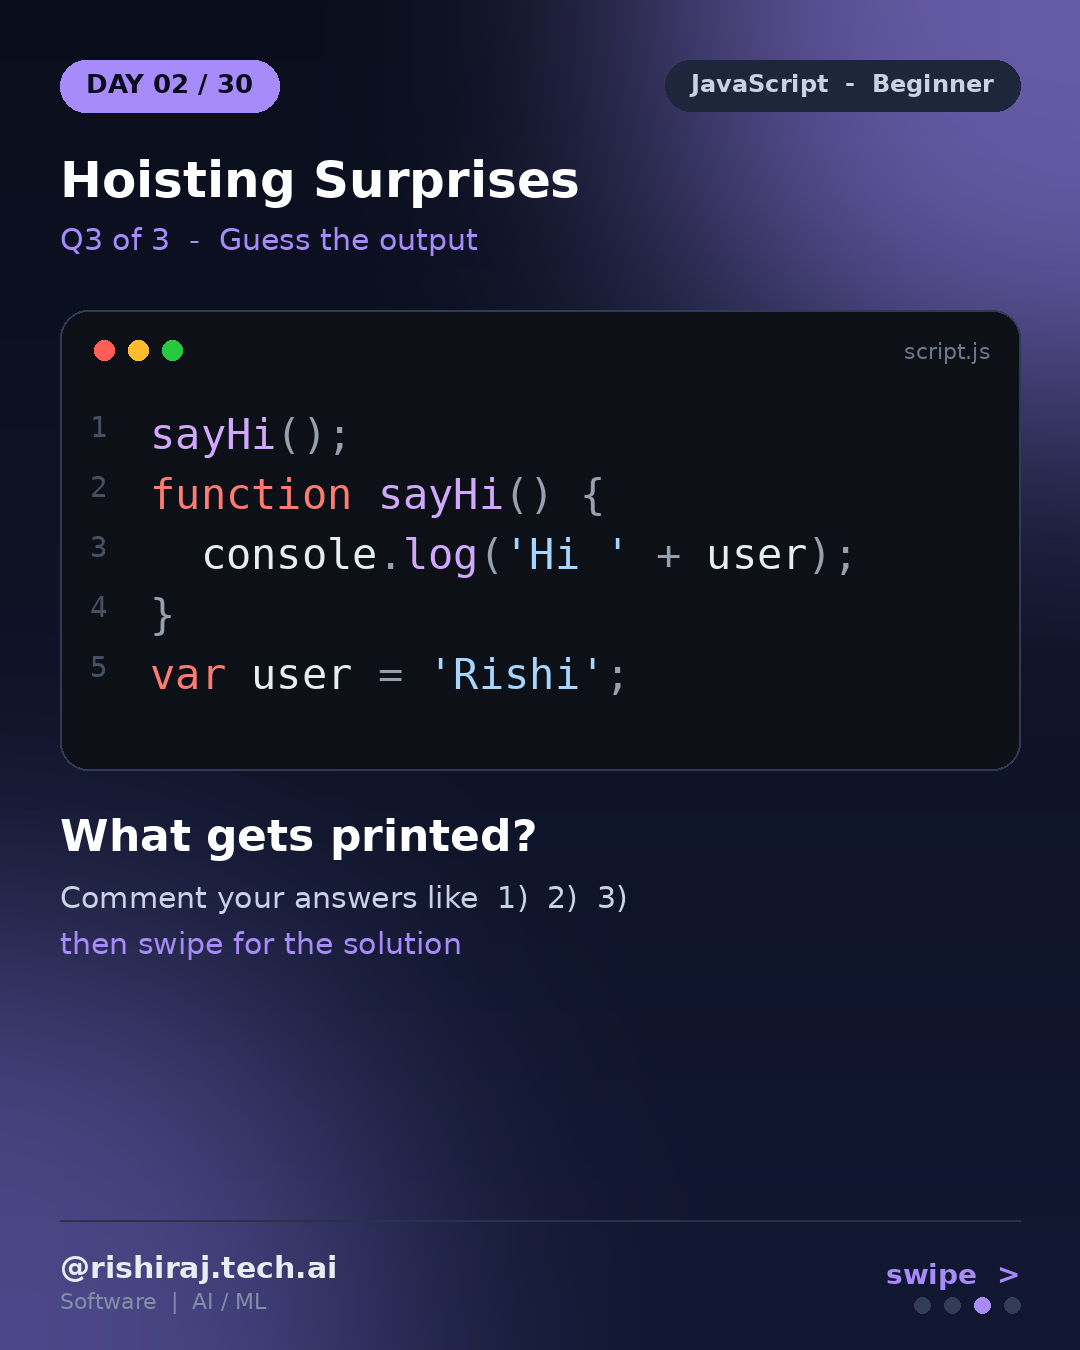 DAY 02 / 30
JavaScript - Beginner
Hoisting Surprises
Q3 of 3 - Guess the output
script.js
1 sayHi();
2 function sayHi() {
3   console.log('Hi ' + user);
4 }
5 var user = 'Rishi';
What gets printed?
Comment your answers like 1) 2) 3)
then swipe for the solution
@rishiraj.tech.ai
Software | AI / ML
swipe >